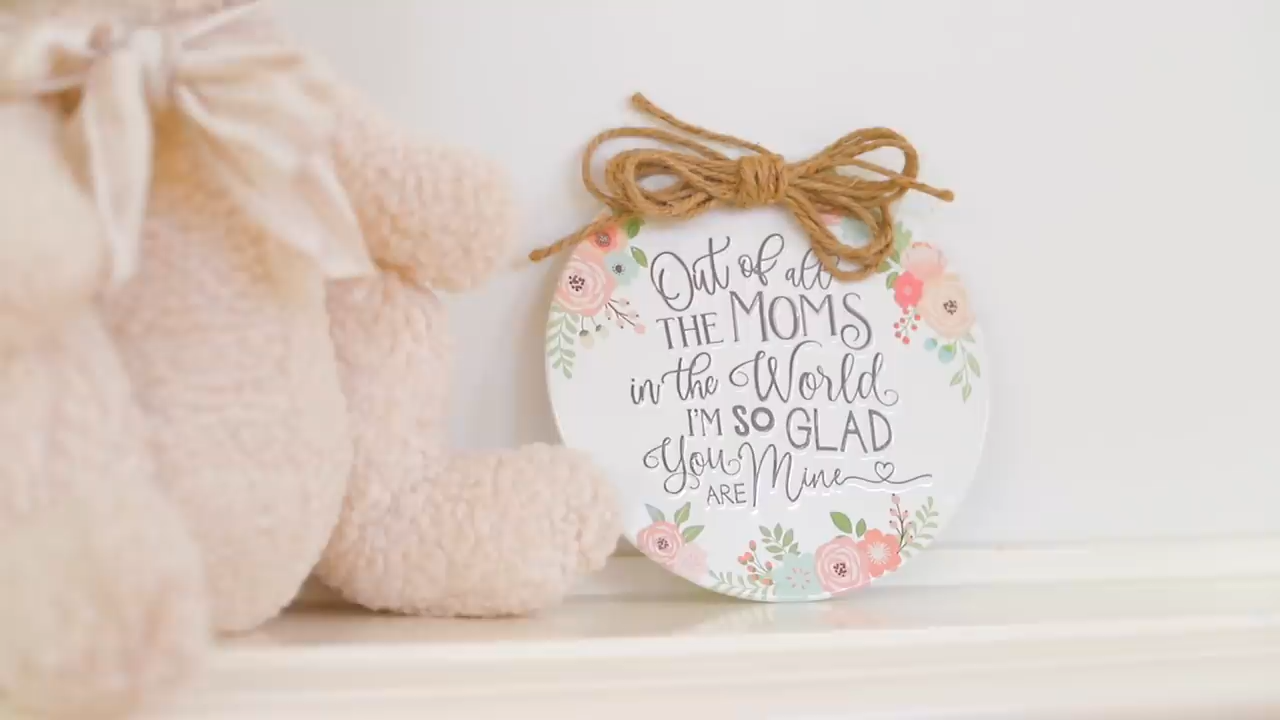 Out of all
THE MOMS
in the World
I'M SO GLAD
You ARE Mine